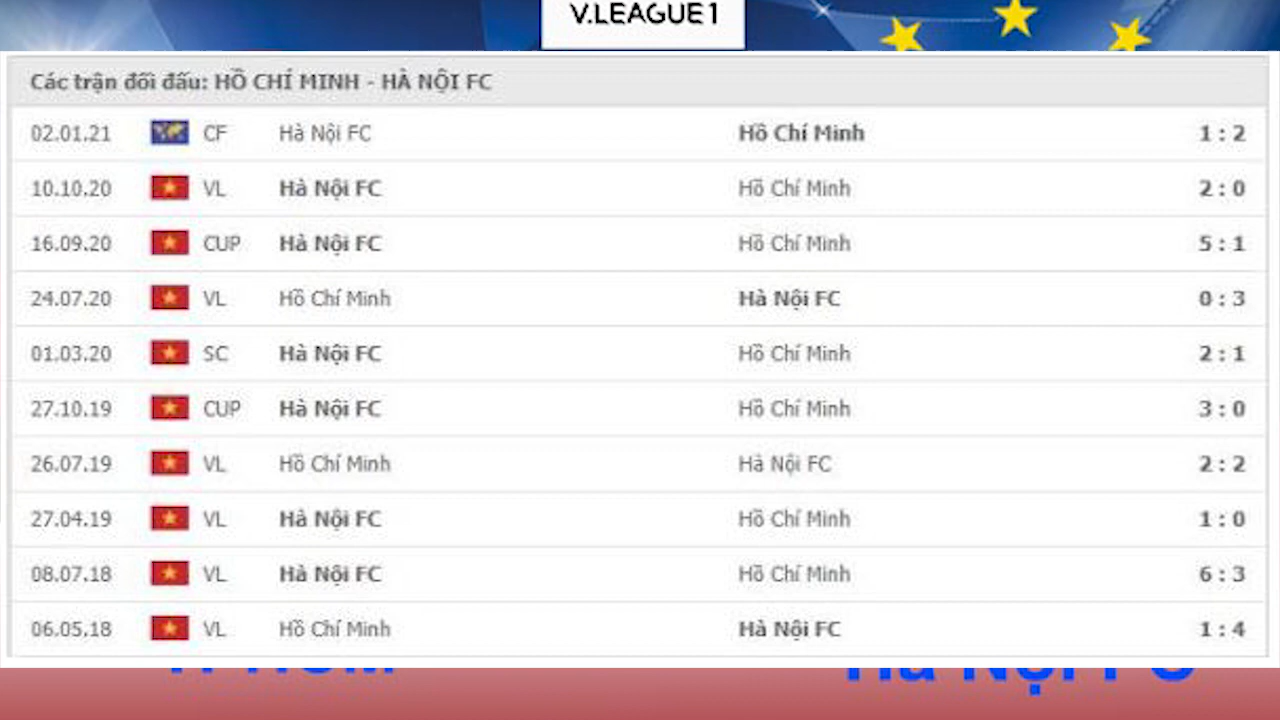 V.LEAGUE 1
Các trận đối đấu: HỒ CHÍ MINH - HÀ NỘI FC
02.01.21 CF Hà Nội FC Hồ Chí Minh 1 : 2
10.10.20 VL Hà Nội FC Hồ Chí Minh 2 : 0
16.09.20 CUP Hà Nội FC Hồ Chí Minh 5 : 1
24.07.20 VL Hồ Chí Minh Hà Nội FC 0 : 3
01.03.20 SC Hà Nội FC Hồ Chí Minh 2 : 1
27.10.19 CUP Hà Nội FC Hồ Chí Minh 3 : 0
26.07.19 VL Hồ Chí Minh Hà Nội FC 2 : 2
27.04.19 VL Hà Nội FC Hồ Chí Minh 1 : 0
08.07.18 VL Hà Nội FC Hồ Chí Minh 6 : 3
06.05.18 VL Hồ Chí Minh Hà Nội FC 1 : 4
Hà Nội FC